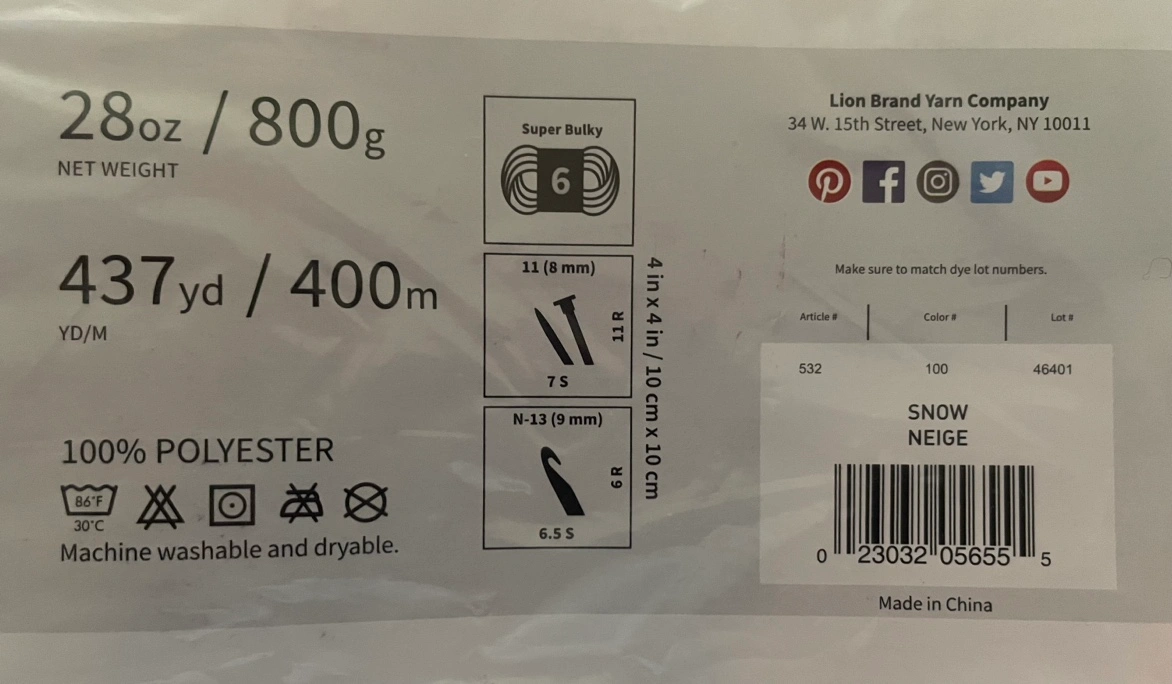 28oz / 800g
NET WEIGHT
437yd / 400m
YD/M
100% POLYESTER
86°F
30°C
Machine washable and dryable.
Super Bulky
6
11 (8 mm)
11 R
7 S
N-13 (9 mm)
6 R
6.5 S
4 in x 4 in / 10 cm x 10 cm
Lion Brand Yarn Company
34 W. 15th Street, New York, NY 10011
Make sure to match dye lot numbers.
Article # Color # Lot #
532 100 46401
SNOW
NEIGE
0 23032 05655 5
Made in China